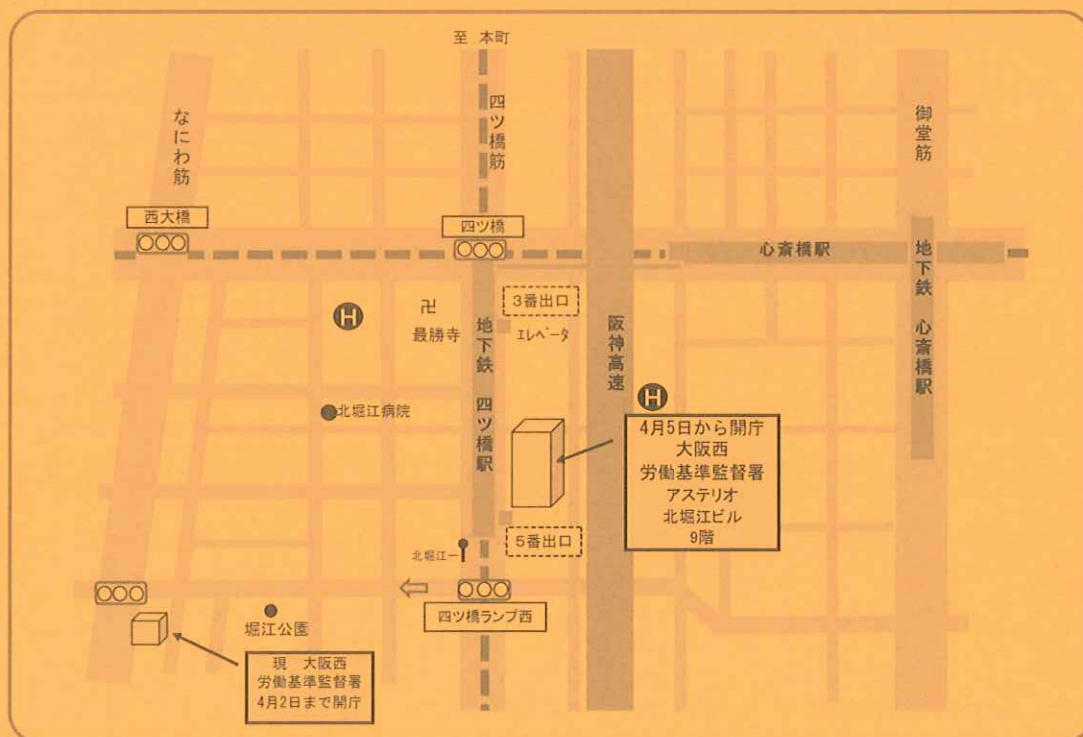 至 本町
なにわ筋
四ツ橋筋
御堂筋
西大橋
四ツ橋
心斎橋駅
地下鉄 心斎橋駅
H
卍
最勝寺
3番出口
エレベータ
地下鉄 四ツ橋駅
阪神高速
H
北堀江病院
4月5日から開庁
大阪西
労働基準監督署
アステリオ
北堀江ビル
9階
5番出口
北堀江一
四ツ橋ランプ西
堀江公園
現 大阪西
労働基準監督署
4月2日まで開庁